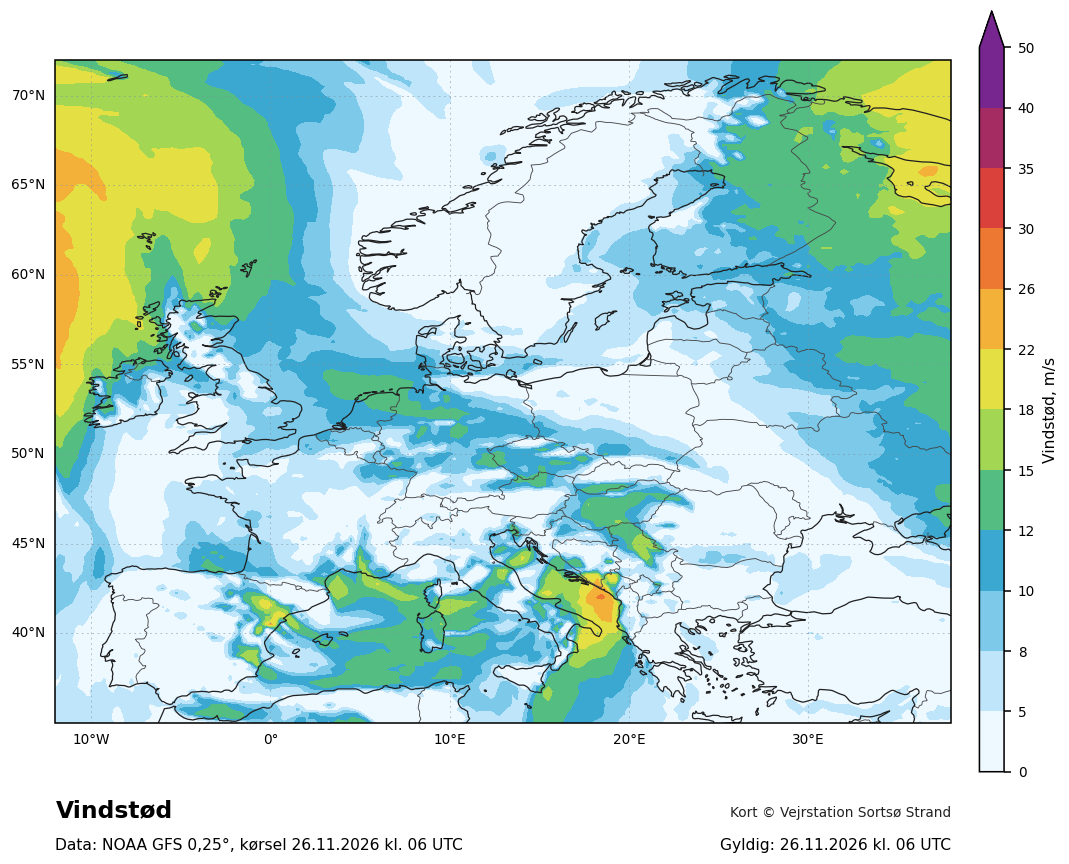 50
40
35
30
26
22
18
15
12
10
8
5
0
Vindstød, m/s
70°N
65°N
60°N
55°N
50°N
45°N
40°N
10°W
0°
10°E
20°E
30°E
Vindstød
Kort © Vejrstation Sortsø Strand
Data: NOAA GFS 0,25°, kørsel 26.11.2026 kl. 06 UTC
Gyldig: 26.11.2026 kl. 06 UTC